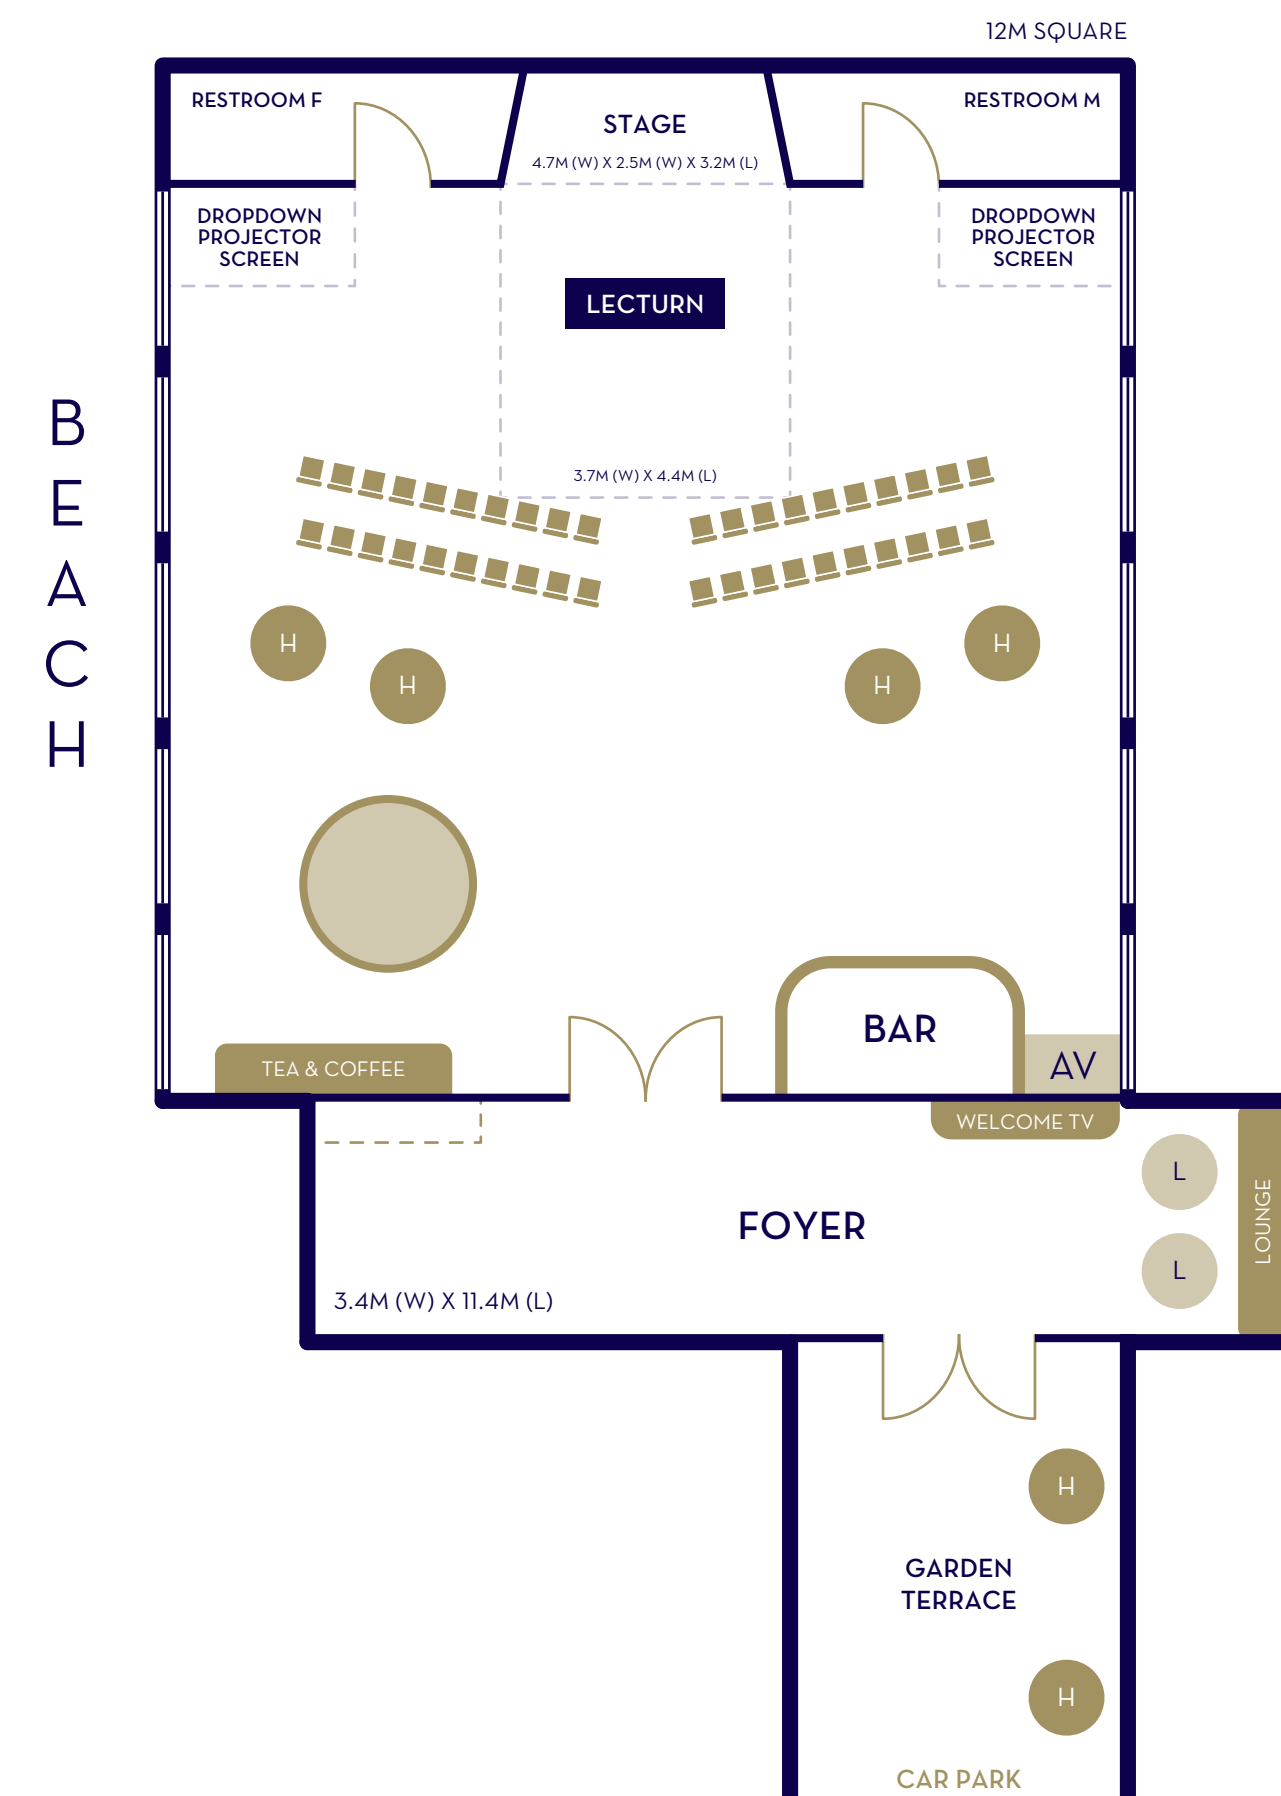 12M SQUARE
RESTROOM F
STAGE
RESTROOM M
4.7M (W) X 2.5M (W) X 3.2M (L)
DROPDOWN
PROJECTOR
SCREEN
DROPDOWN
PROJECTOR
SCREEN
LECTURN
BEACH
3.7M (W) X 4.4M (L)
H
H
H
H
BAR
AV
TEA & COFFEE
WELCOME TV
L
FOYER
LOUNGE
L
3.4M (W) X 11.4M (L)
H
GARDEN
TERRACE
H
CAR PARK